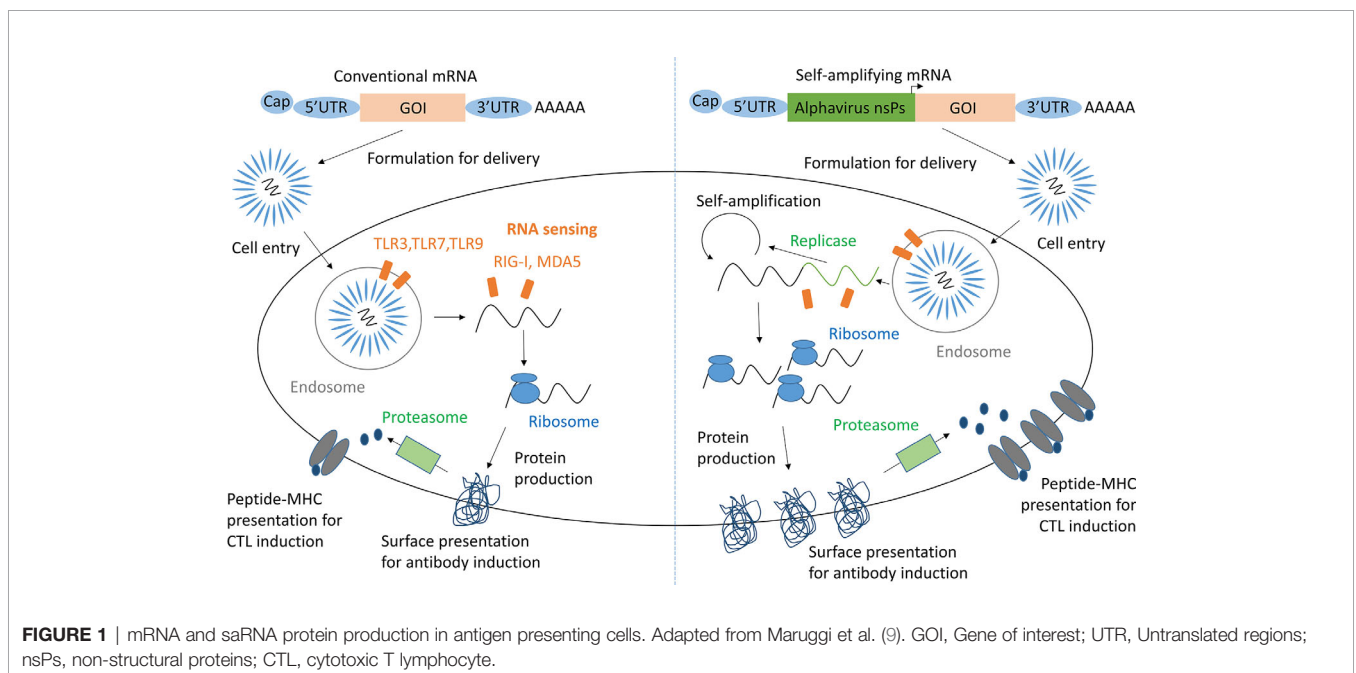 Conventional mRNA
Cap 5'UTR GOI 3'UTR AAAAA
Formulation for delivery
Cell entry
TLR3,TLR7,TLR9
RNA sensing
RIG-I, MDA5
Endosome
Ribosome
Proteasome
Protein
production
Peptide-MHC
presentation for
CTL induction
Surface presentation
for antibody induction
Self-amplifying mRNA
Cap 5'UTR Alphavirus nsPs GOI 3'UTR AAAAA
Formulation for delivery
Self-amplification
Replicase
Cell entry
Ribosome
Endosome
Protein
production
Proteasome
Peptide-MHC
presentation for
CTL induction
Surface presentation
for antibody induction
FIGURE 1 | mRNA and saRNA protein production in antigen presenting cells. Adapted from Maruggi et al. (9). GOI, Gene of interest; UTR, Untranslated regions;
nsPs, non-structural proteins; CTL, cytotoxic T lymphocyte.